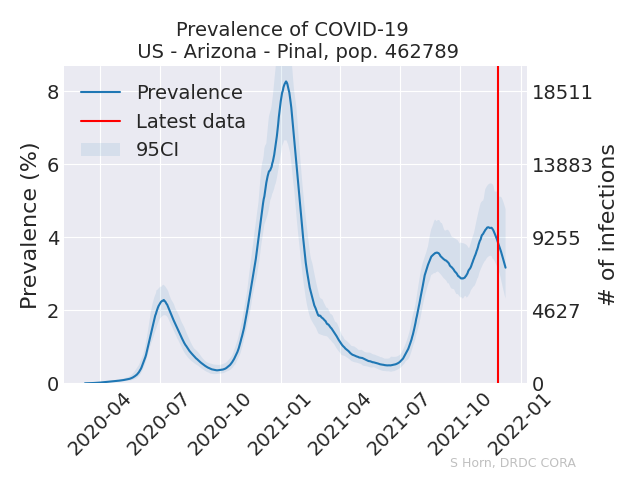 Prevalence of COVID-19
US - Arizona - Pinal, pop. 462789
Prevalence
Latest data
95CI
Prevalence (%)
8
6
4
2
0
18511
13883
9255
4627
0
# of infections
2020-04
2020-07
2020-10
2021-01
2021-04
2021-07
2021-10
2022-01
S Horn, DRDC CORA